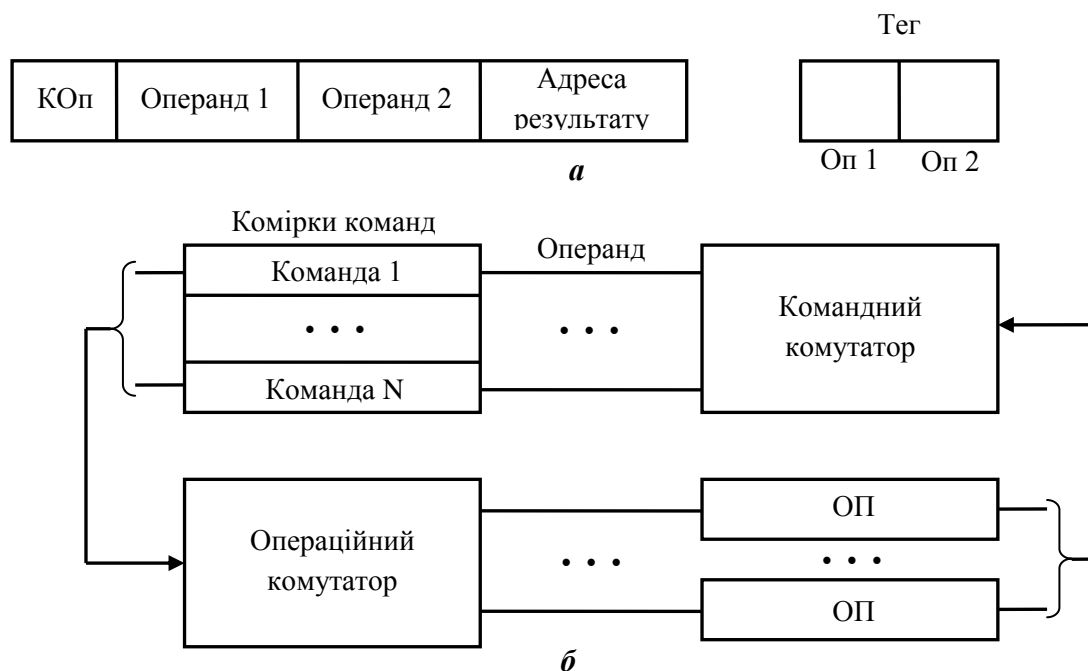 Тег
КОп
Операнд 1
Операнд 2
Адреса
результату
Оп 1
Оп 2
а
Комірки команд
Команда 1
• • •
Команда N
Операнд
• • •
Командний
комутатор
Операційний
комутатор
• • •
ОП
• • •
ОП
б